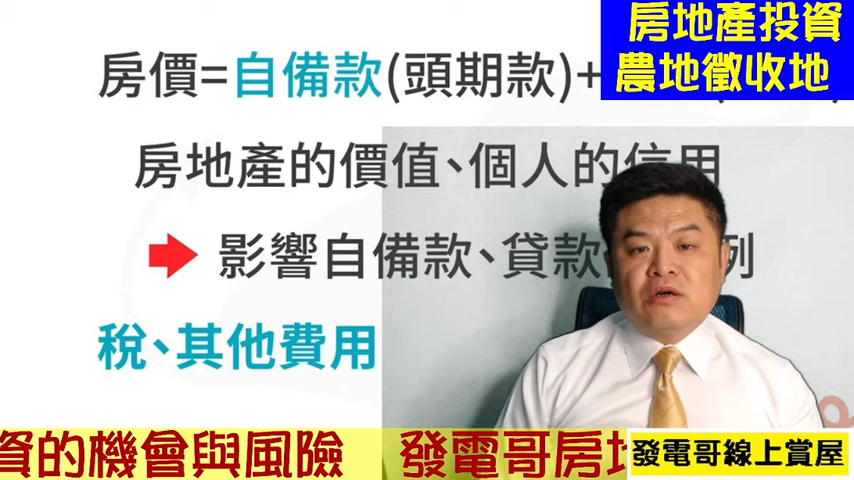 房地產投資
農地徵收地
房價=自備款(頭期款)+
房地產的價值、個人的信用
影響自備款、貸款 例
稅、其他費用
資的機會與風險 發電哥房地
發電哥線上賞屋